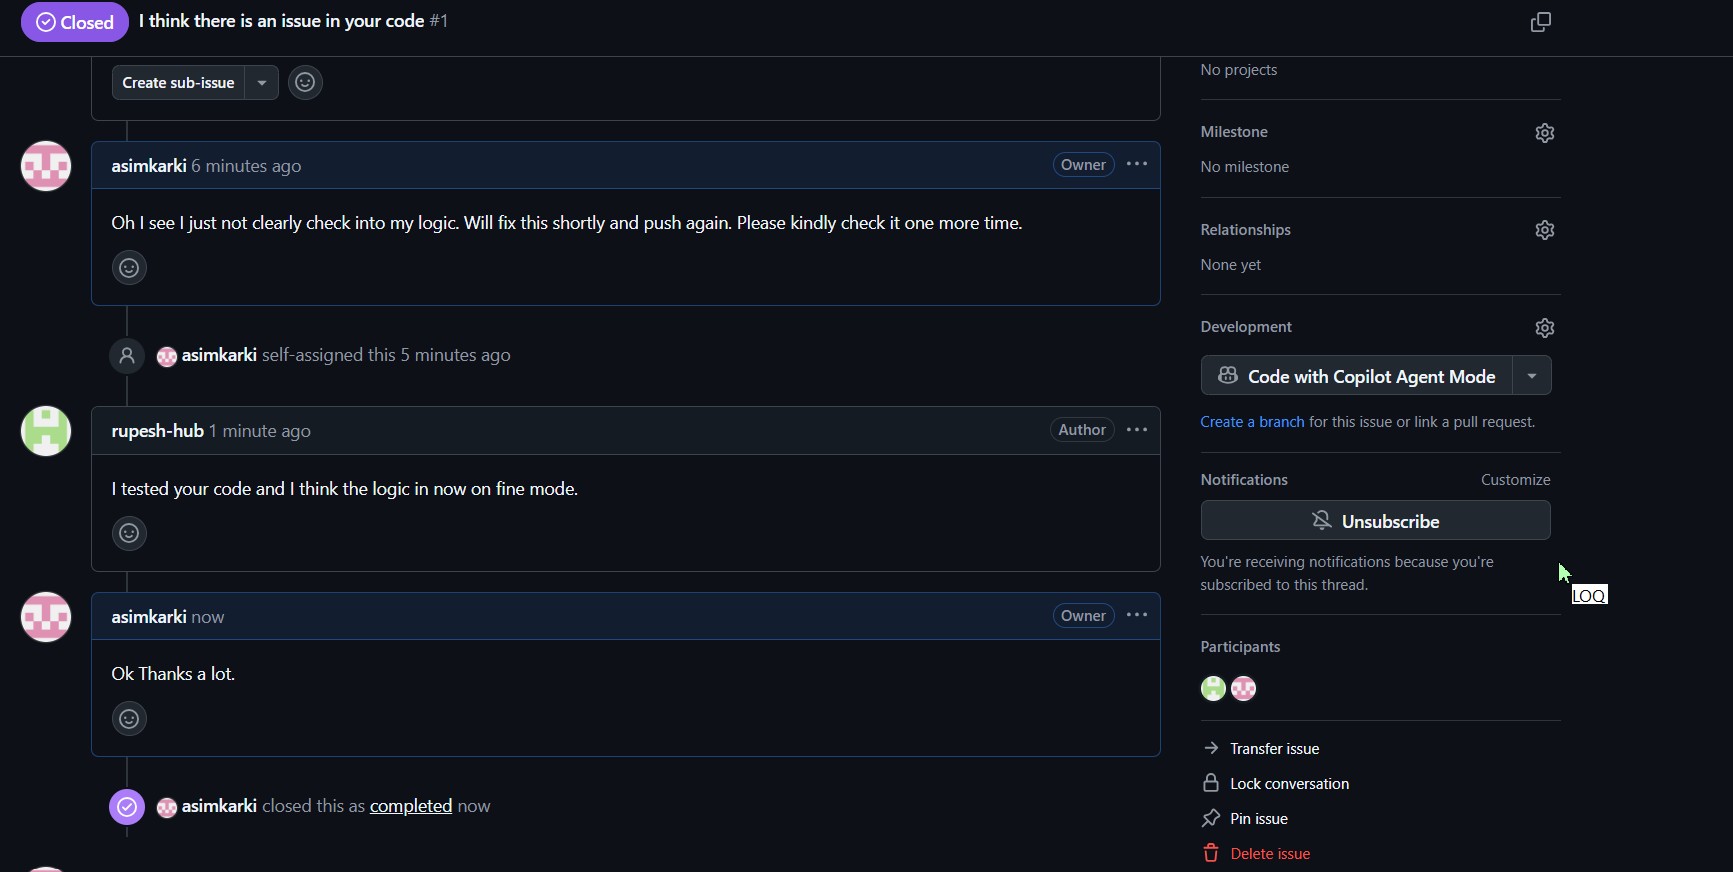 Closed
I think there is an issue in your code #1
Create sub-issue
asimkarki 6 minutes ago
Owner
Oh I see I just not clearly check into my logic. Will fix this shortly and push again. Please kindly check it one more time.
asimkarki self-assigned this 5 minutes ago
rupesh-hub 1 minute ago
Author
I tested your code and I think the logic in now on fine mode.
asimkarki now
Owner
Ok Thanks a lot.
asimkarki closed this as completed now
No projects
Milestone
No milestone
Relationships
None yet
Development
Code with Copilot Agent Mode
Create a branch for this issue or link a pull request.
Notifications
Customize
Unsubscribe
You're receiving notifications because you're
subscribed to this thread.
LOQ
Participants
Transfer issue
Lock conversation
Pin issue
Delete issue